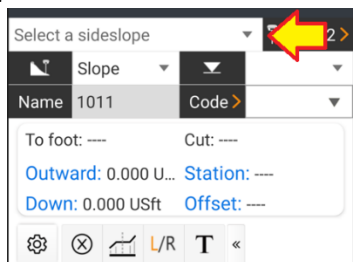 Select a sideslope 2 >
Slope
Name 1011 Code >
To foot: ---- Cut: ----
Outward: 0.000 U... Station: ----
Down: 0.000 USft Offset: ----
L/R T «